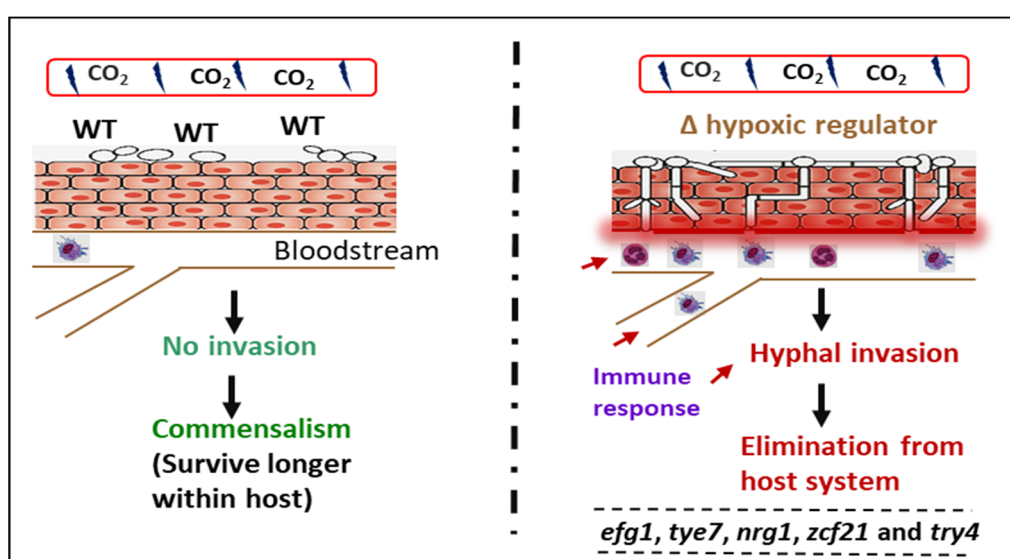 CO₂ CO₂ CO₂
WT WT WT
Bloodstream
No invasion
Commensalism
(Survive longer
within host)
CO₂ CO₂ CO₂
Δ hypoxic regulator
Immune
response
Hyphal invasion
Elimination from
host system
efg1, tye7, nrg1, zcf21 and try4